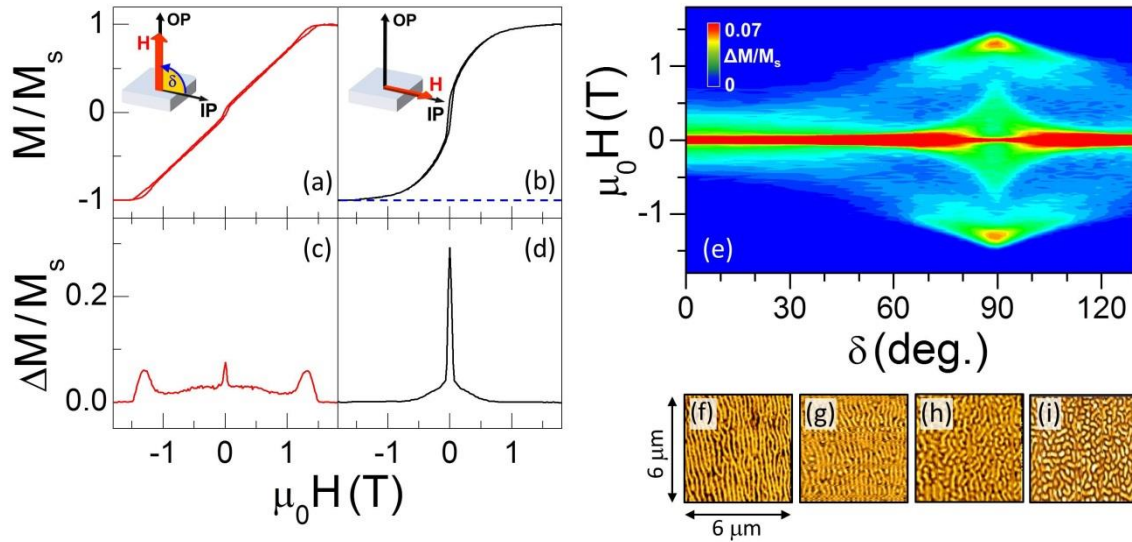 1
0
-1
M/Ms
OP
H
δ
IP
(a)
OP
H
IP
(b)
0.2
0.0
ΔM/Ms
(c)
(d)
-1 0 1 -1 0 1
μ0H(T)
0.07
ΔM/Ms
0
1
0
-1
μ0H(T)
(e)
0 30 60 90 120
δ(deg.)
(f) (g) (h) (i)
6 μm
6 μm